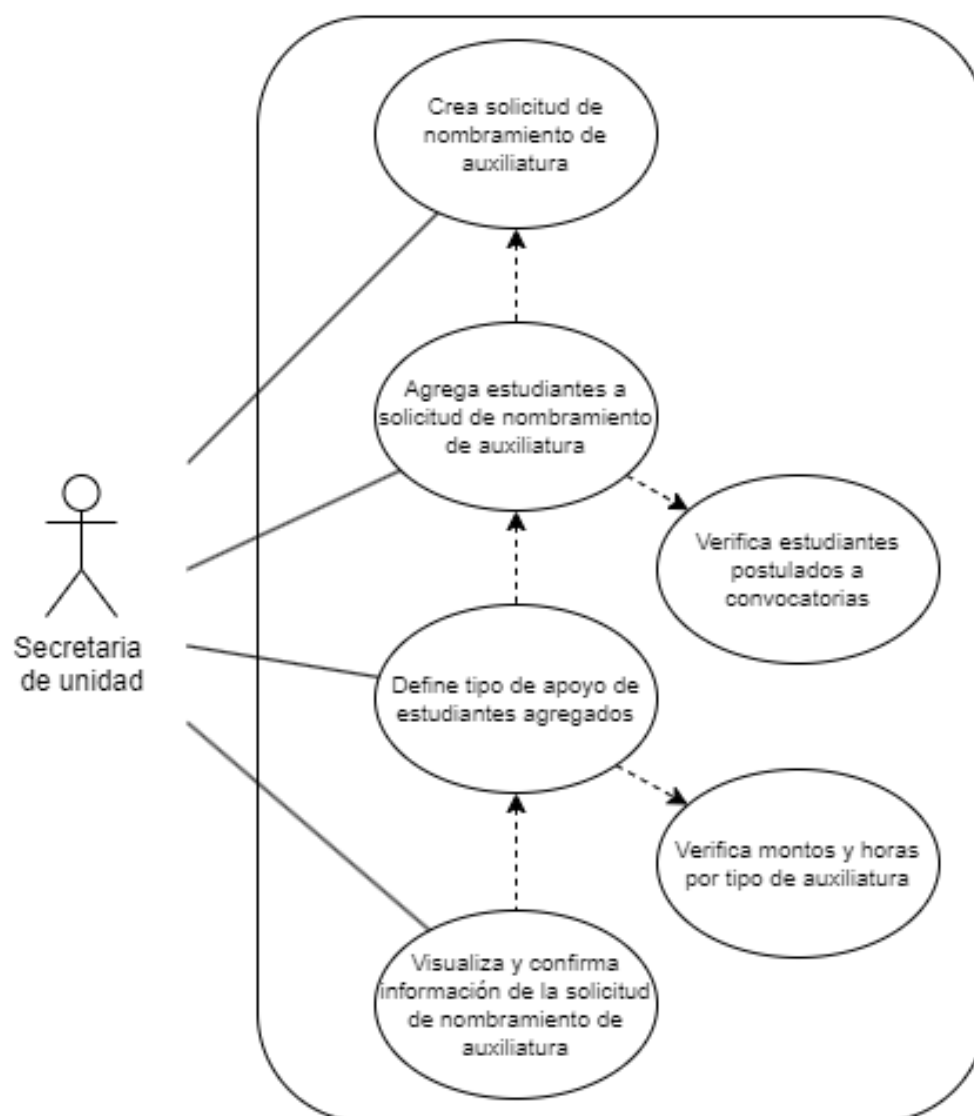 Crea solicitud de
nombramiento de
auxiliatura
Agrega estudiantes a
solicitud de nombramiento
de auxiliatura
Verifica estudiantes
postulados a
convocatorias
Secretaria
de unidad
Define tipo de apoyo de
estudiantes agregados
Verifica montos y horas
por tipo de auxiliatura
Visualiza y confirma
información de la solicitud
de nombramiento de
auxiliatura